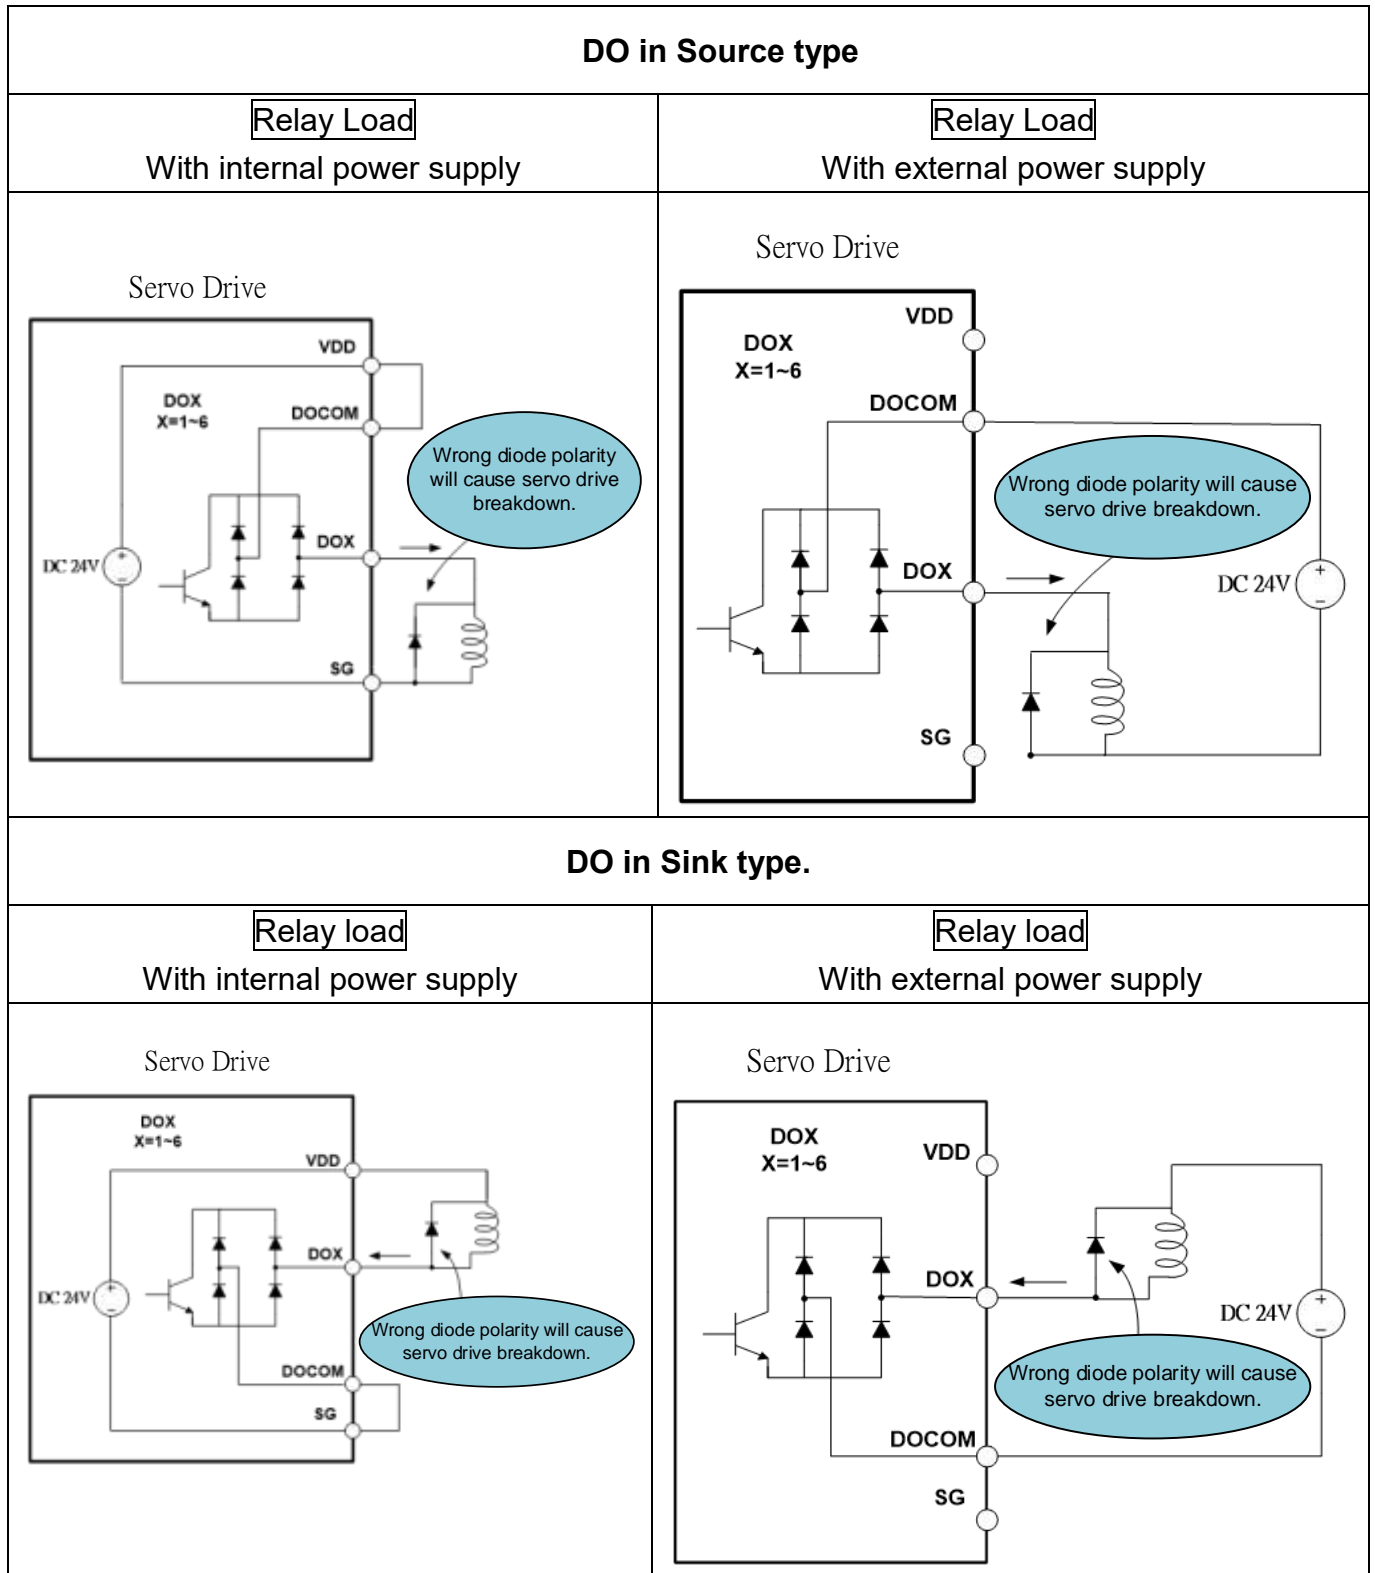 DO in Source type
Relay Load
With internal power supply
Relay Load
With external power supply
Servo Drive
VDD
DOX
X=1~6
DOCOM
Wrong diode polarity
will cause servo drive
breakdown.
DOX
DC 24V
+
−
SG
Servo Drive
VDD
DOX
X=1~6
DOCOM
Wrong diode polarity will cause
servo drive breakdown.
DOX
DC 24V
+
−
SG
DO in Sink type.
Relay load
With internal power supply
Relay load
With external power supply
Servo Drive
DOX
X=1~6
VDD
DOX
DC 24V
+
−
Wrong diode polarity will cause
servo drive breakdown.
DOCOM
SG
Servo Drive
DOX
X=1~6
VDD
DOX
DC 24V
+
−
Wrong diode polarity will cause
servo drive breakdown.
DOCOM
SG